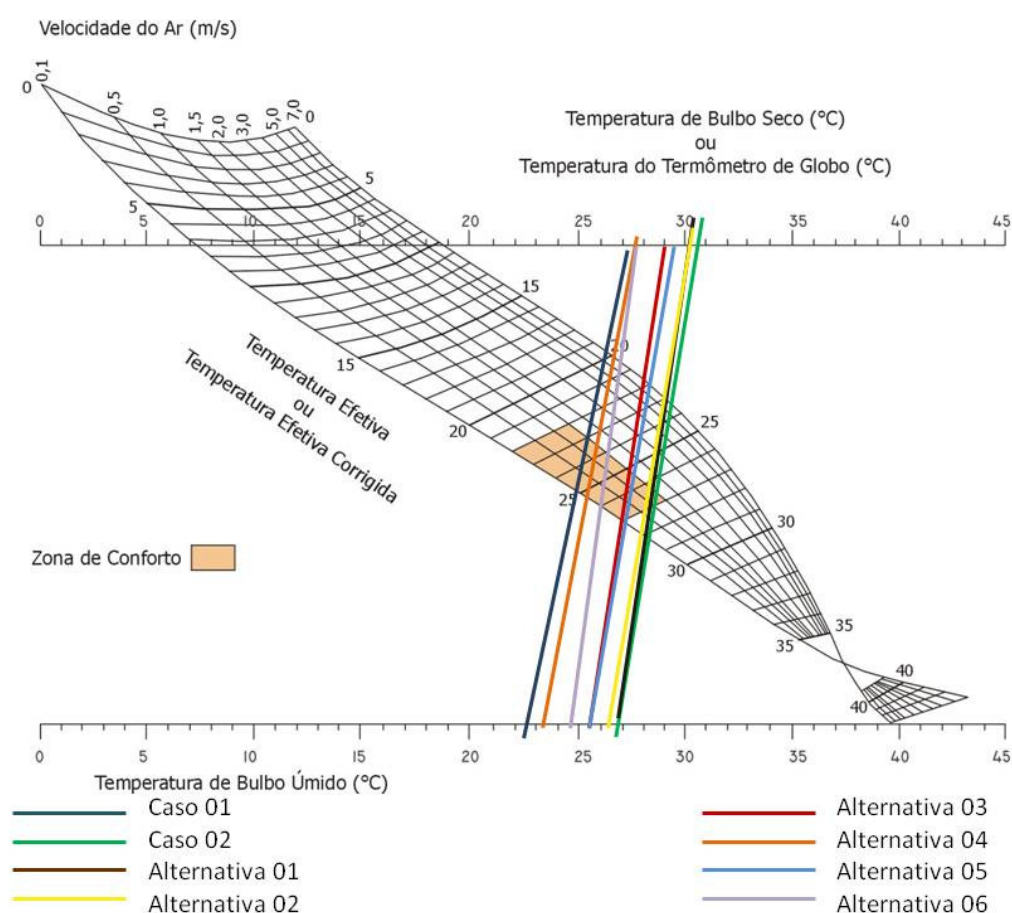 Velocidade do Ar (m/s)
0 0,1 0,5 1,0 1,5 2,0 3,0 5,0 7,0 0
Temperatura de Bulbo Seco (°C)
ou
Temperatura do Termômetro de Globo (°C)
5
5
0 5 10 15 20 25 30 35 40 45
15
20
15
Temperatura Efetiva
ou
Temperatura Efetiva Corrigida
20
25
25
30
30
35
35
40
40
Zona de Conforto
0 5 10 15 20 25 30 35 40 45
Temperatura de Bulbo Úmido (°C)
Caso 01
Caso 02
Alternativa 01
Alternativa 02
Alternativa 03
Alternativa 04
Alternativa 05
Alternativa 06